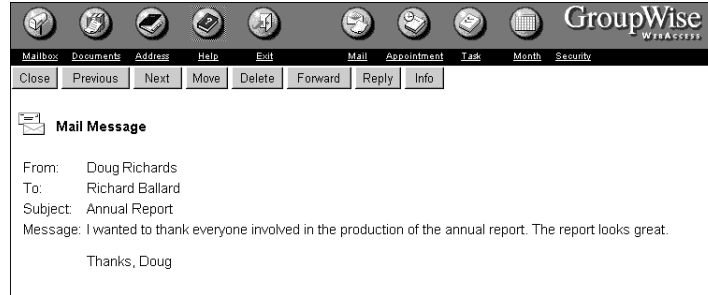 GroupWise
WebAccess
Mailbox Documents Address Help Exit Mail Appointment Task Month Security
Close Previous Next Move Delete Forward Reply Info
Mail Message
From: Doug Richards
To: Richard Ballard
Subject: Annual Report
Message: I wanted to thank everyone involved in the production of the annual report. The report looks great.
Thanks, Doug